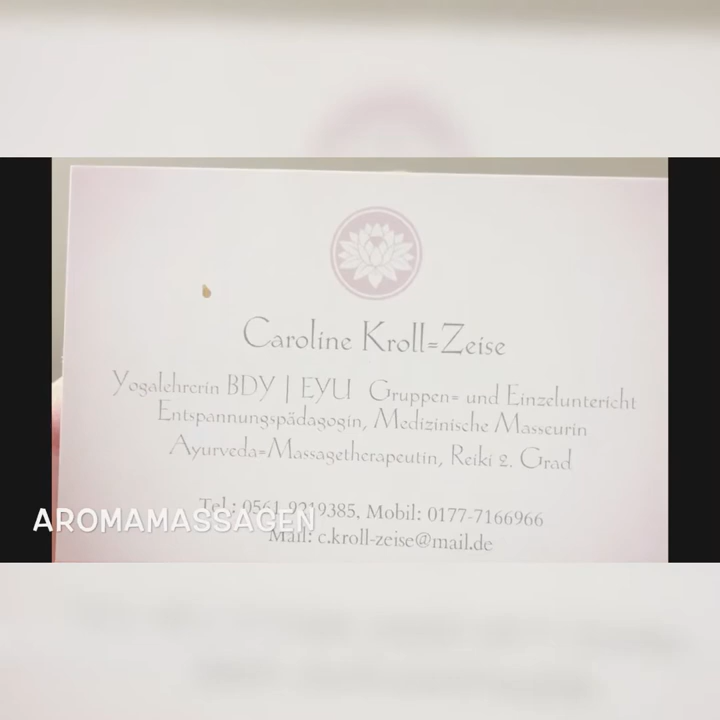 Caroline Kroll=Zeise
Yogalehrerin BDY | EYU Gruppen= und Einzeluntericht
Entspannungspädagogin, Medizinische Masseurin
Ayurveda=Massagetherapeutin, Reiki 2. Grad
Tel.: 0561-9219385, Mobil: 0177-7166966
AROMAMASSAGEN
Mail: c.kroll-zeise@mail.de